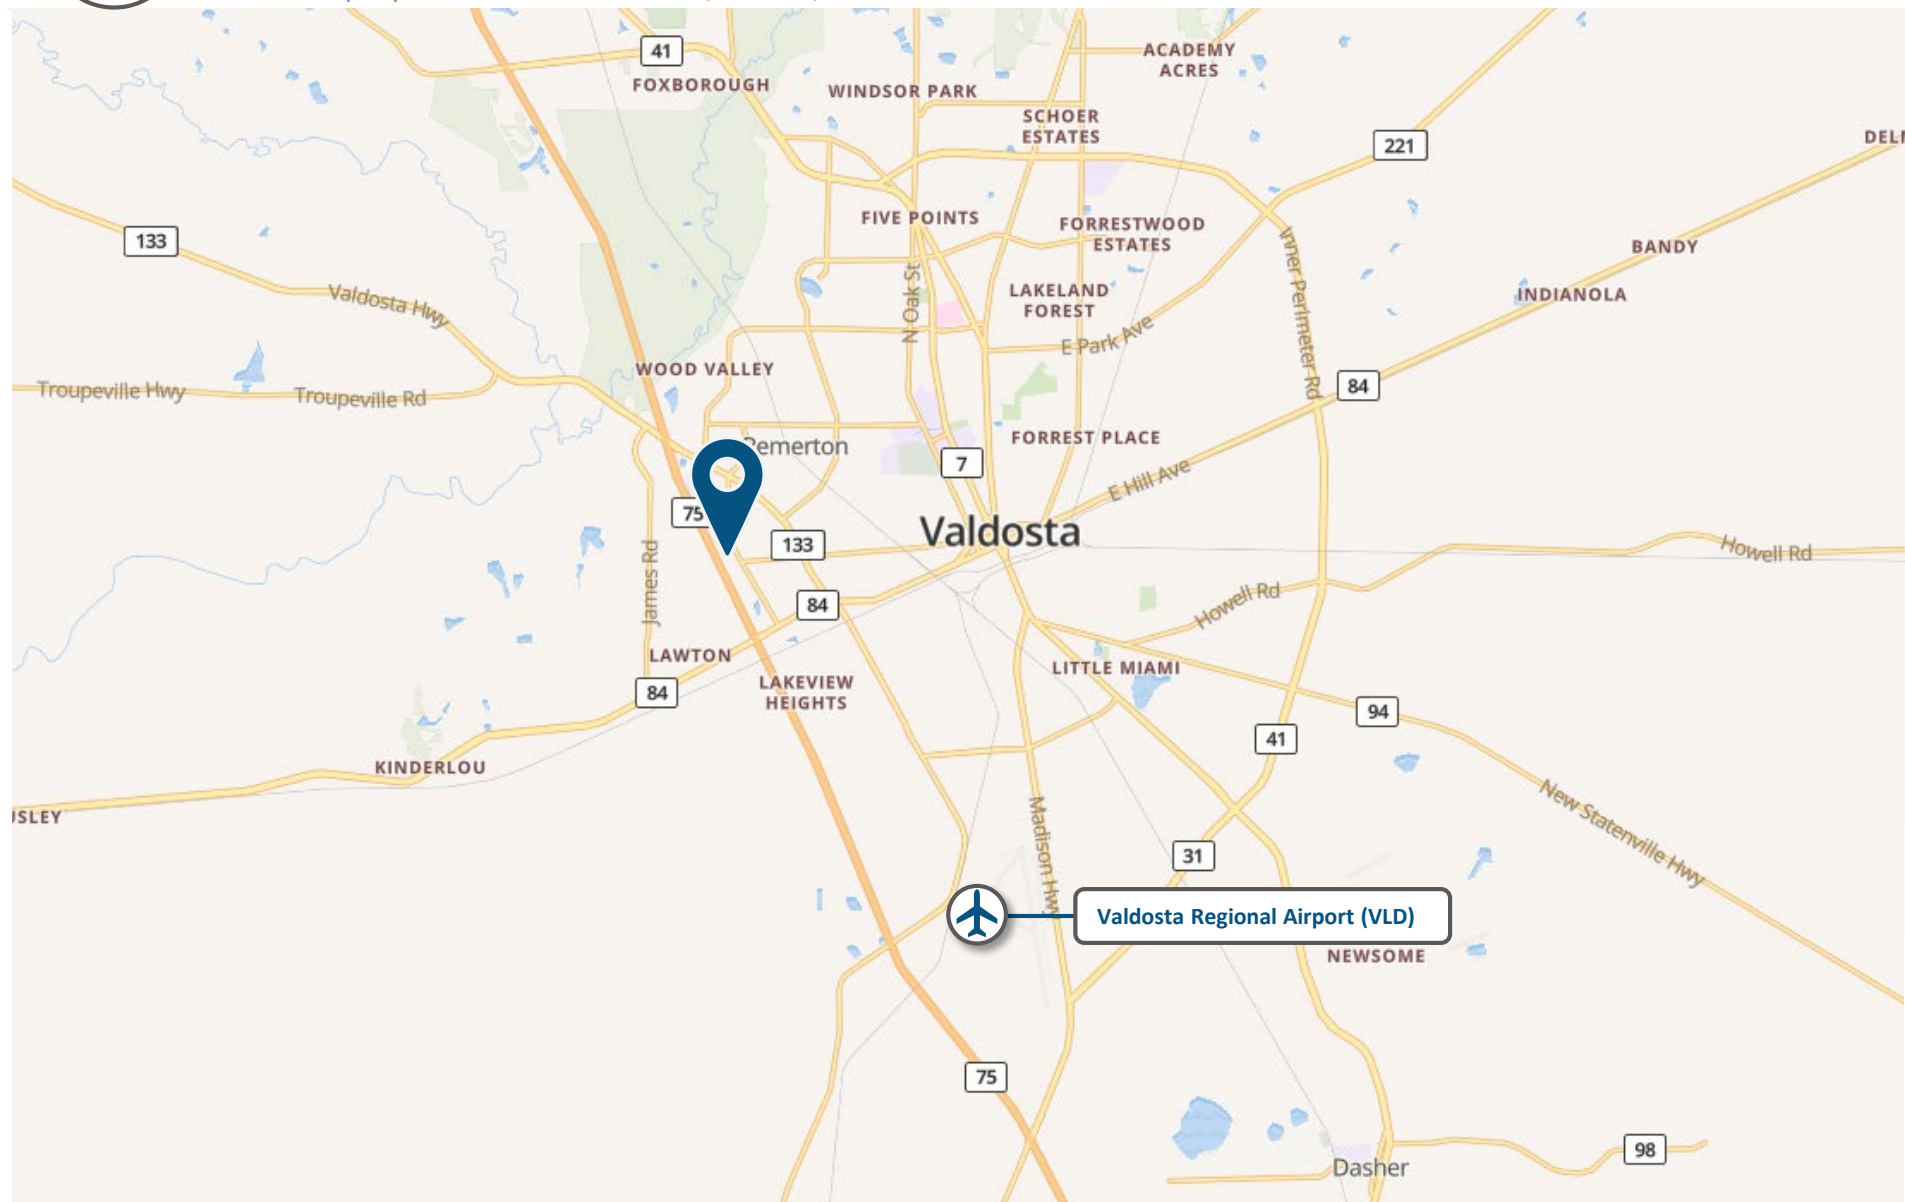 41
FOXBOROUGH
WINDSOR PARK
ACADEMY
ACRES
SCHOER
ESTATES
221
133
FIVE POINTS
FORRESTWOOD
ESTATES
BANDY
Valdosta Hwy
N Oak St
LAKELAND
FOREST
Inner Perimeter Rd
INDIANOLA
E Park Ave
WOOD VALLEY
Troupeville Hwy
Troupeville Rd
84
FORREST PLACE
7
E Hill Ave
75
133
Valdosta
Howell Rd
James Rd
84
Howell Rd
LAWTON
LITTLE MIAMI
84
LAKEVIEW
HEIGHTS
94
41
KINDERLOU
Madison Hwy
New Statenville Hwy
31
Valdosta Regional Airport (VLD)
NEWSOME
75
98
Dasher